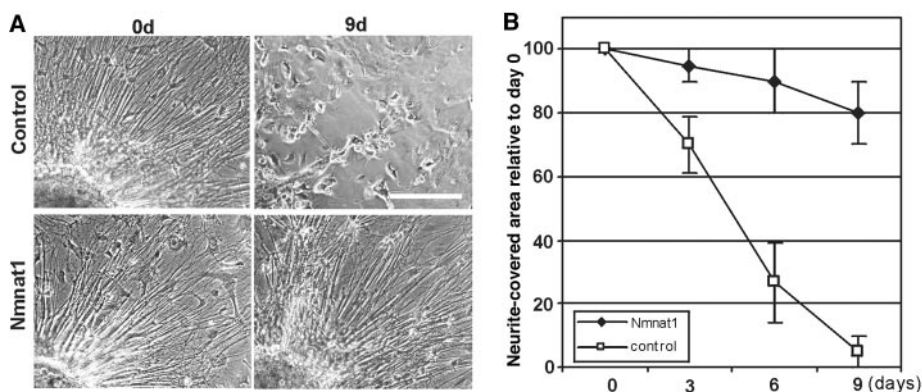 A
0d
9d
Control
Nmnat1
B
Neurite-covered area relative to day 0
100
80
60
40
20
0
Nmnat1
control
0 3 6 9 (days)